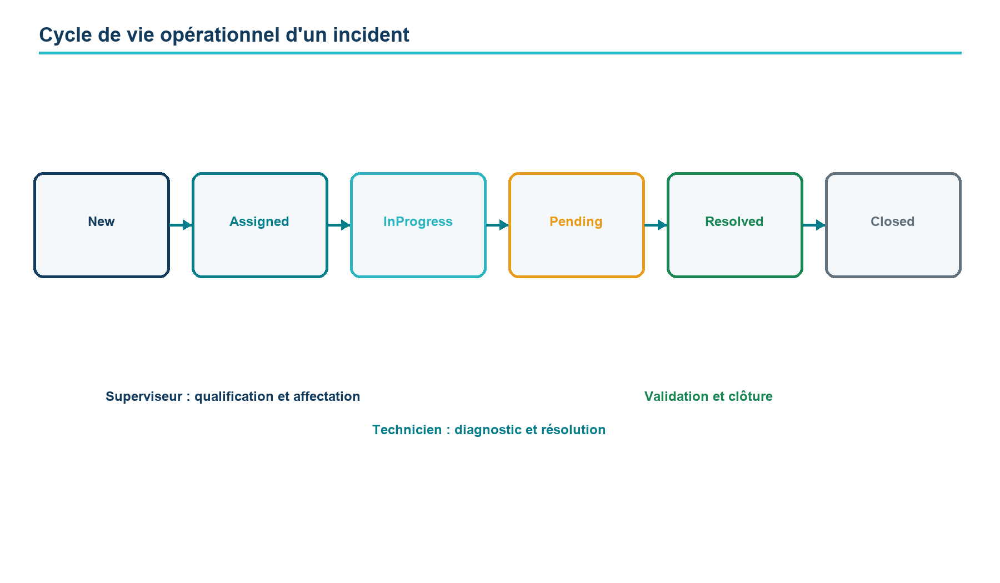 Cycle de vie opérationnel d'un incident
New
Assigned
InProgress
Pending
Resolved
Closed
Superviseur : qualification et affectation
Validation et clôture
Technicien : diagnostic et résolution